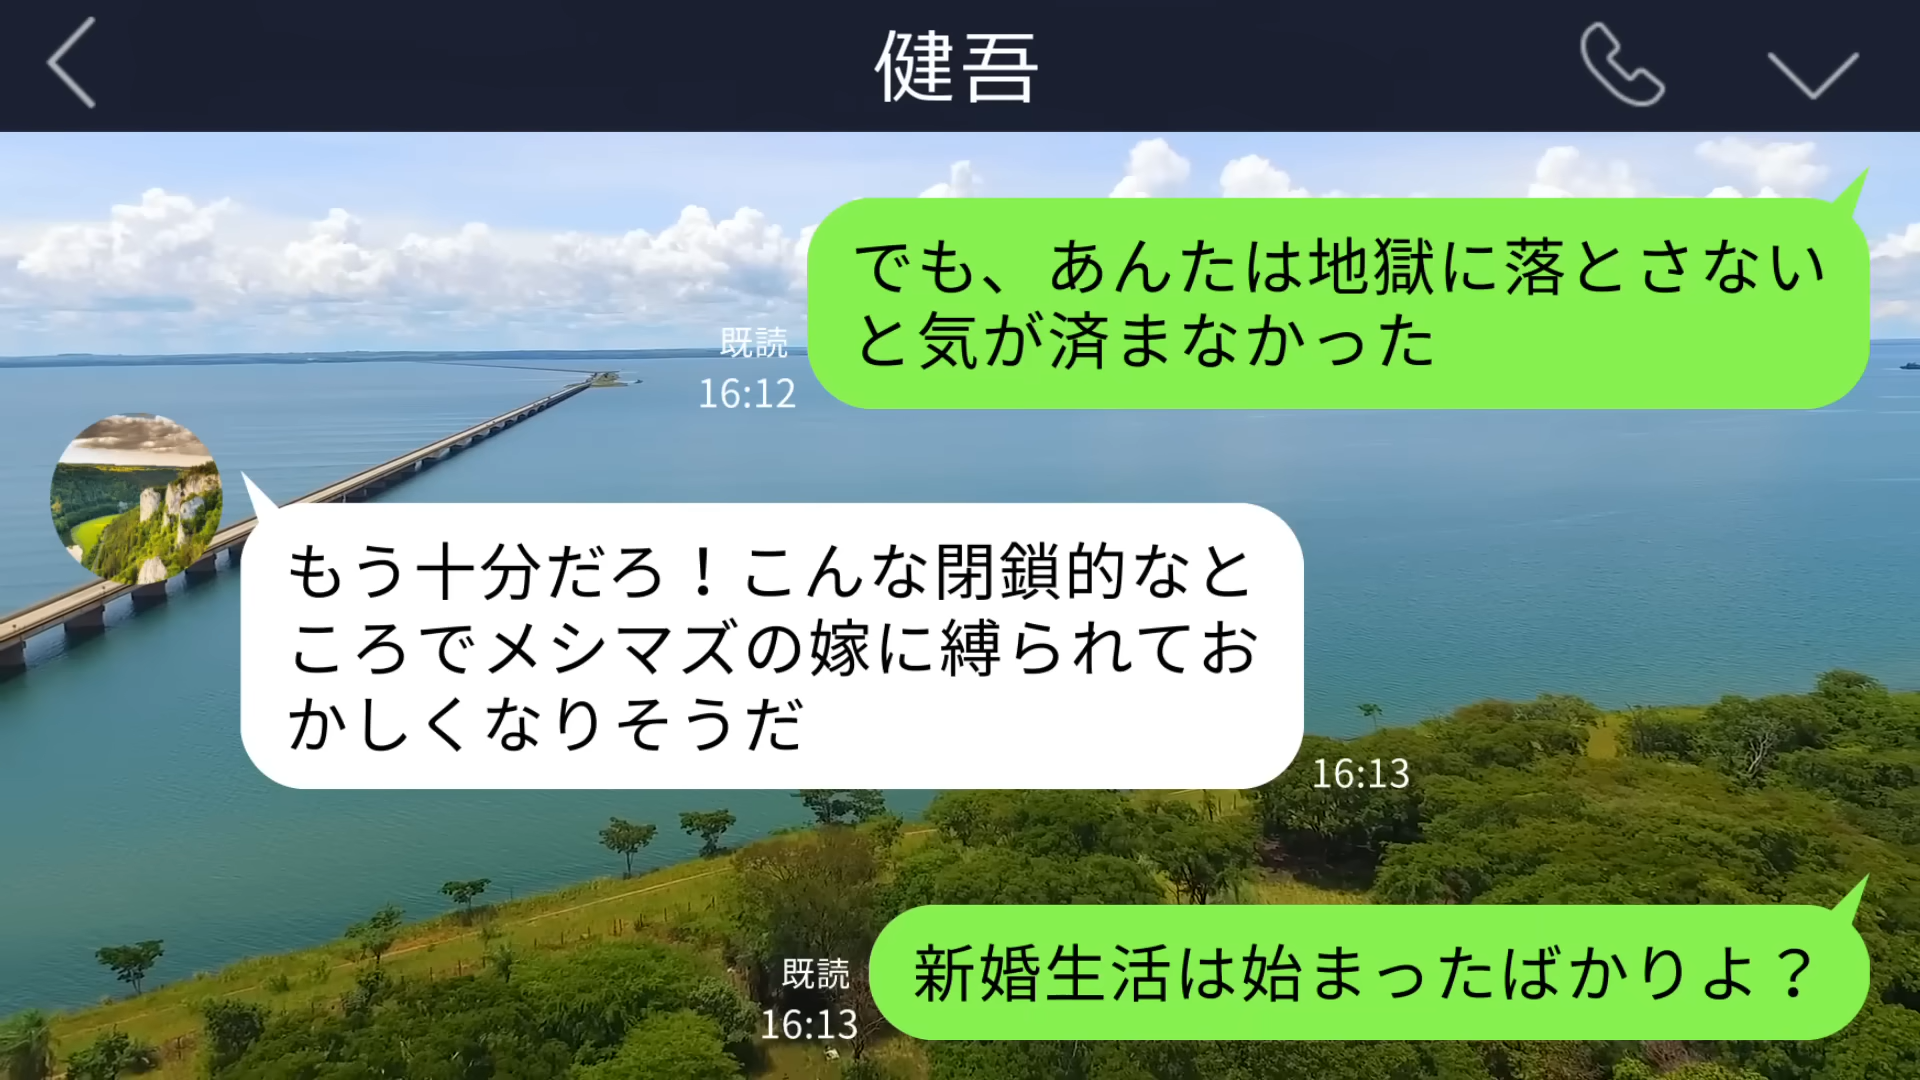 健吾
でも、あんたは地獄に落とさない
と気が済まなかった
既読
16:12
もう十分だろ！こんな閉鎖的なと
ころでメシマズの嫁に縛られてお
かしくなりそうだ
16:13
新婚生活は始まったばかりよ？
既読
16:13